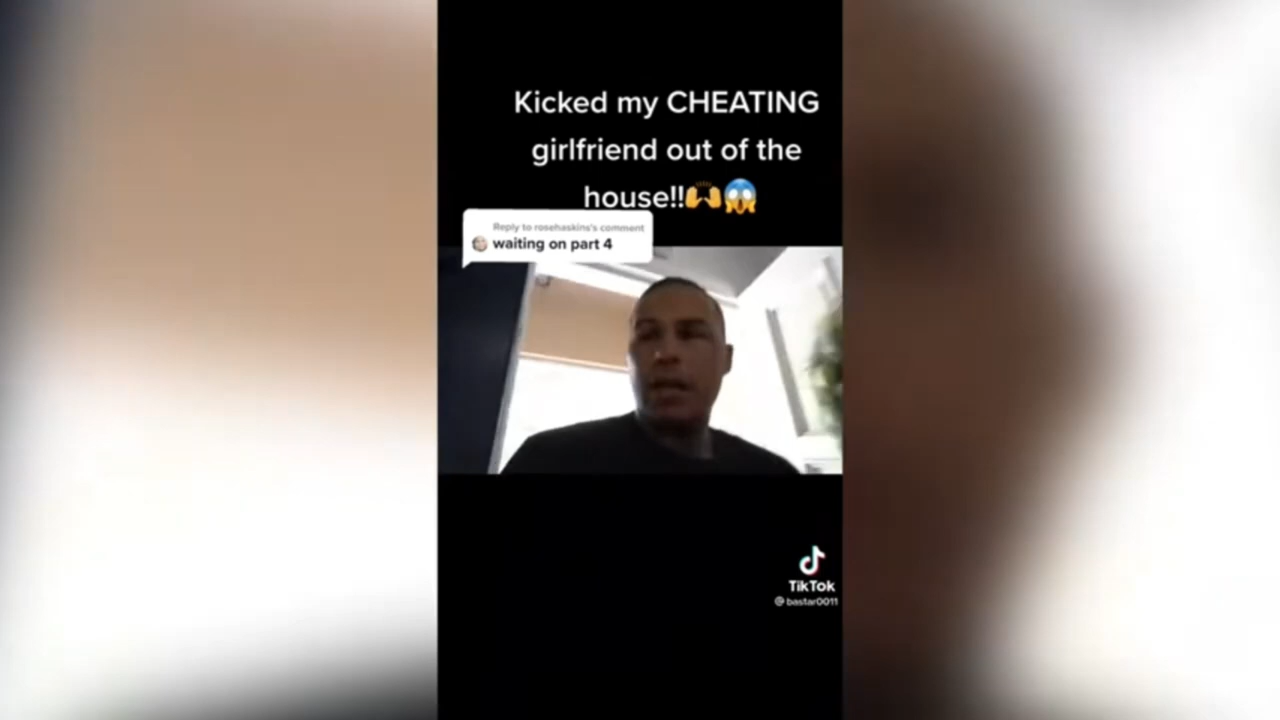 Kicked my CHEATING
girlfriend out of the
house!!🙌😱
Reply to rosehaskins's comment
waiting on part 4
TikTok
@bastar0011